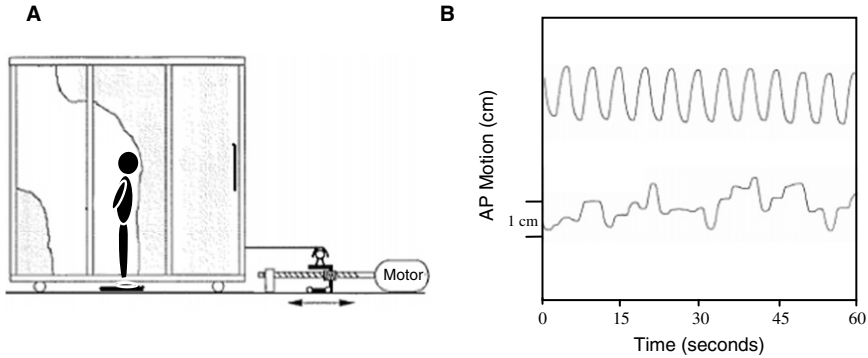 A
Motor
B
AP Motion (cm)
1 cm
0 15 30 45 60
Time (seconds)